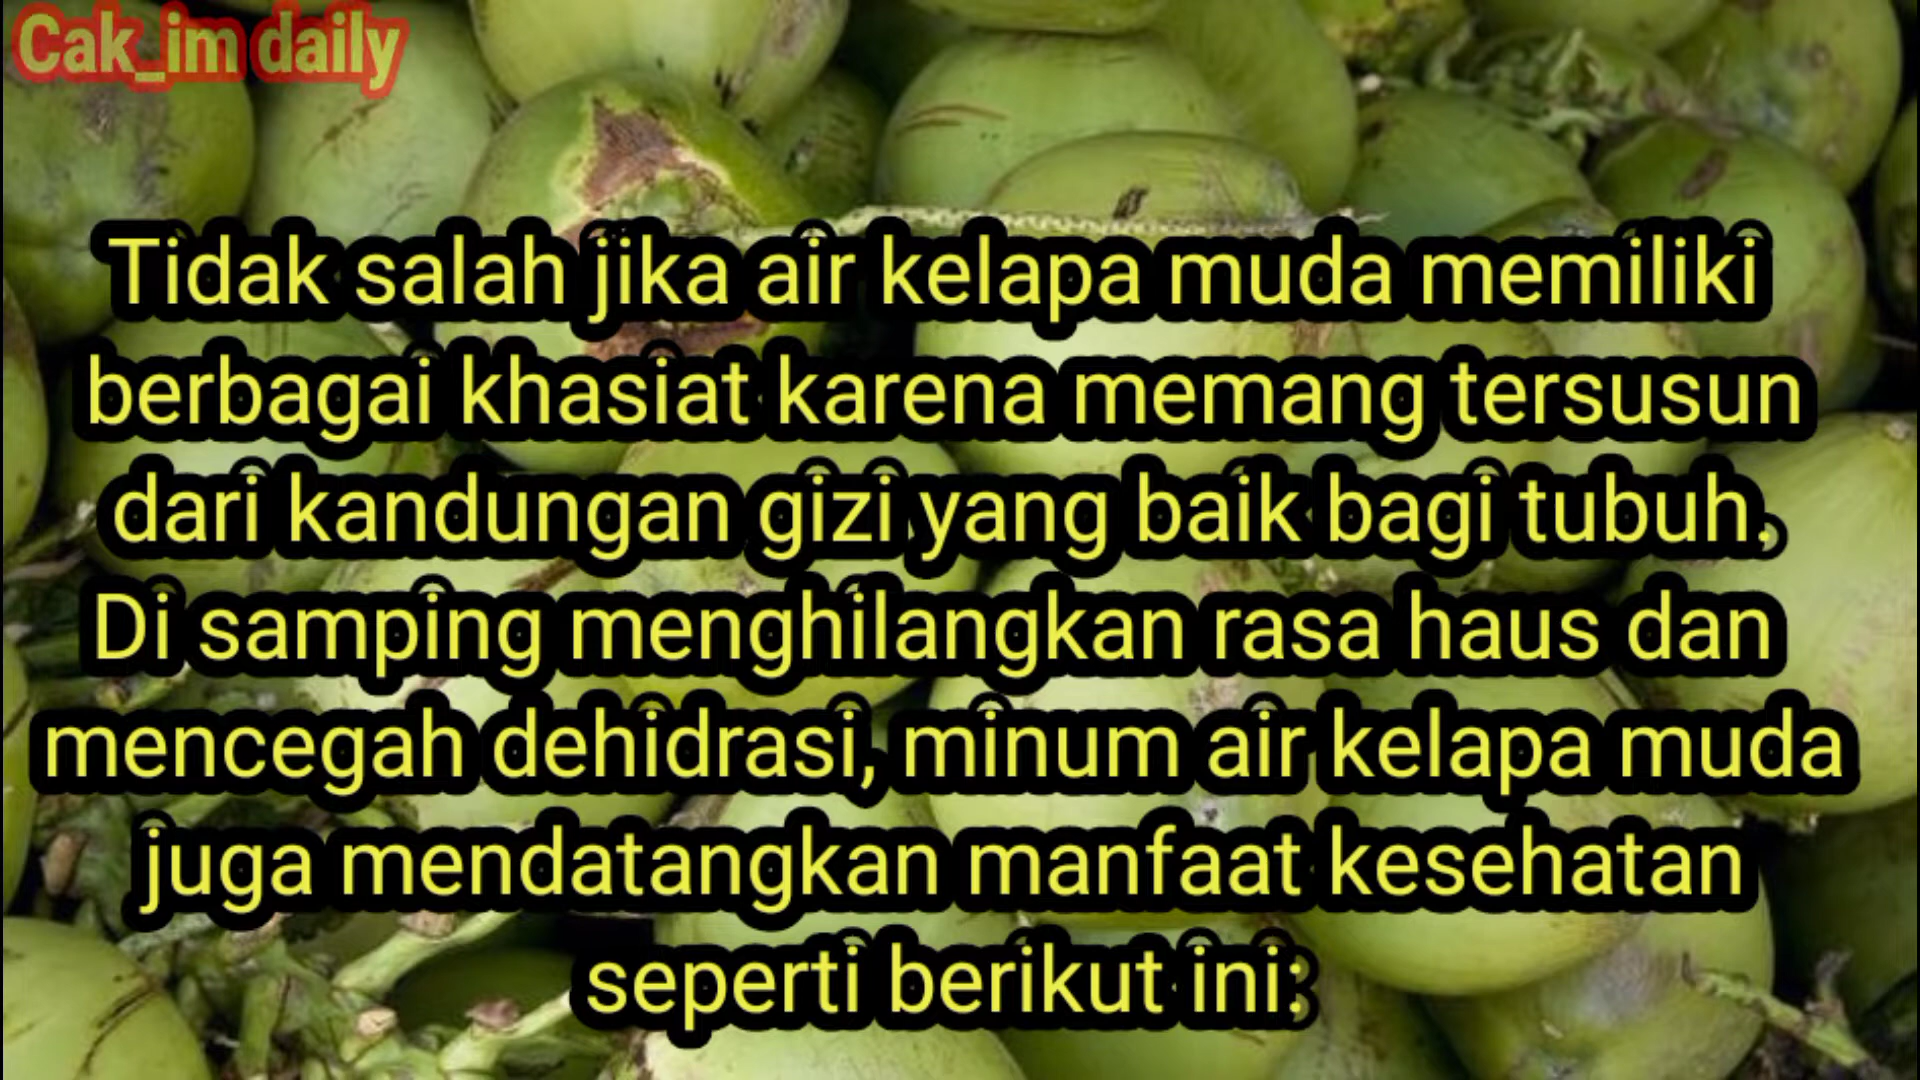 Cak_im daily
Tidak salah jika air kelapa muda memiliki
berbagai khasiat karena memang tersusun
dari kandungan gizi yang baik bagi tubuh.
Di samping menghilangkan rasa haus dan
mencegah dehidrasi, minum air kelapa muda
juga mendatangkan manfaat kesehatan
seperti berikut ini: